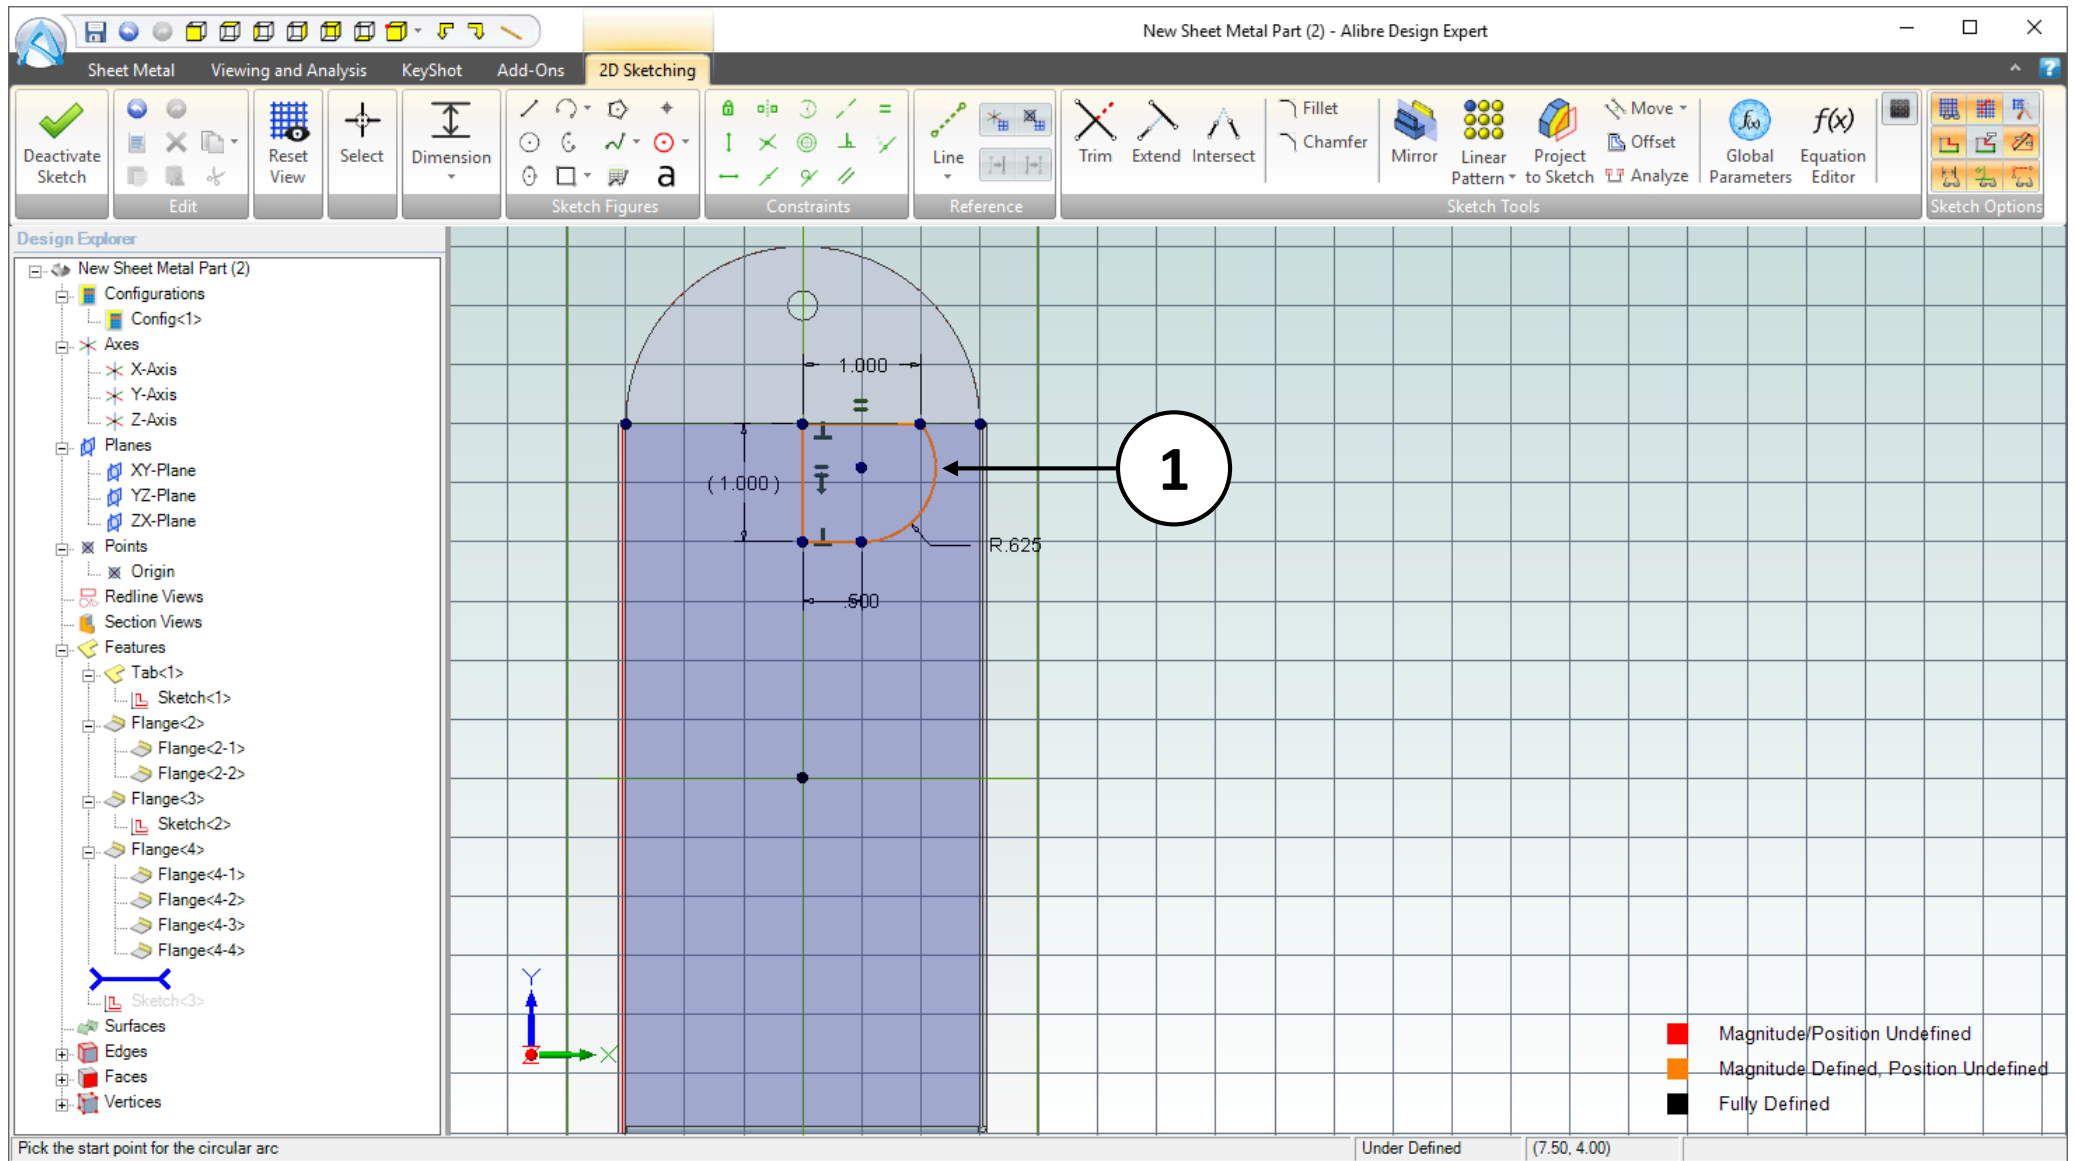 New Sheet Metal Part (2) - Alibre Design Expert
Sheet Metal
Viewing and Analysis
KeyShot
Add-Ons
2D Sketching
Deactivate
Sketch
Edit
Reset
View
Select
Dimension
a
Sketch Figures
Constraints
Line
Reference
Trim
Extend
Intersect
Fillet
Chamfer
Mirror
Linear
Pattern
Project
to Sketch
Move
Offset
Analyze
Sketch Tools
f(x)
Global
Parameters
f(x)
Equation
Editor
Sketch Options
Design Explorer
New Sheet Metal Part (2)
Configurations
Config<1>
Axes
X-Axis
Y-Axis
Z-Axis
Planes
XY-Plane
YZ-Plane
ZX-Plane
Points
Origin
Redline Views
Section Views
Features
Tab<1>
Sketch<1>
Flange<2>
Flange<2-1>
Flange<2-2>
Flange<3>
Sketch<2>
Flange<4>
Flange<4-1>
Flange<4-2>
Flange<4-3>
Flange<4-4>
Sketch<3>
Surfaces
Edges
Faces
Vertices
1.000
(1.000)
R.625
.500
1
Y
X
Magnitude/Position Undefined
Magnitude Defined, Position Undefined
Fully Defined
Pick the start point for the circular arc
Under Defined
(7.50, 4.00)